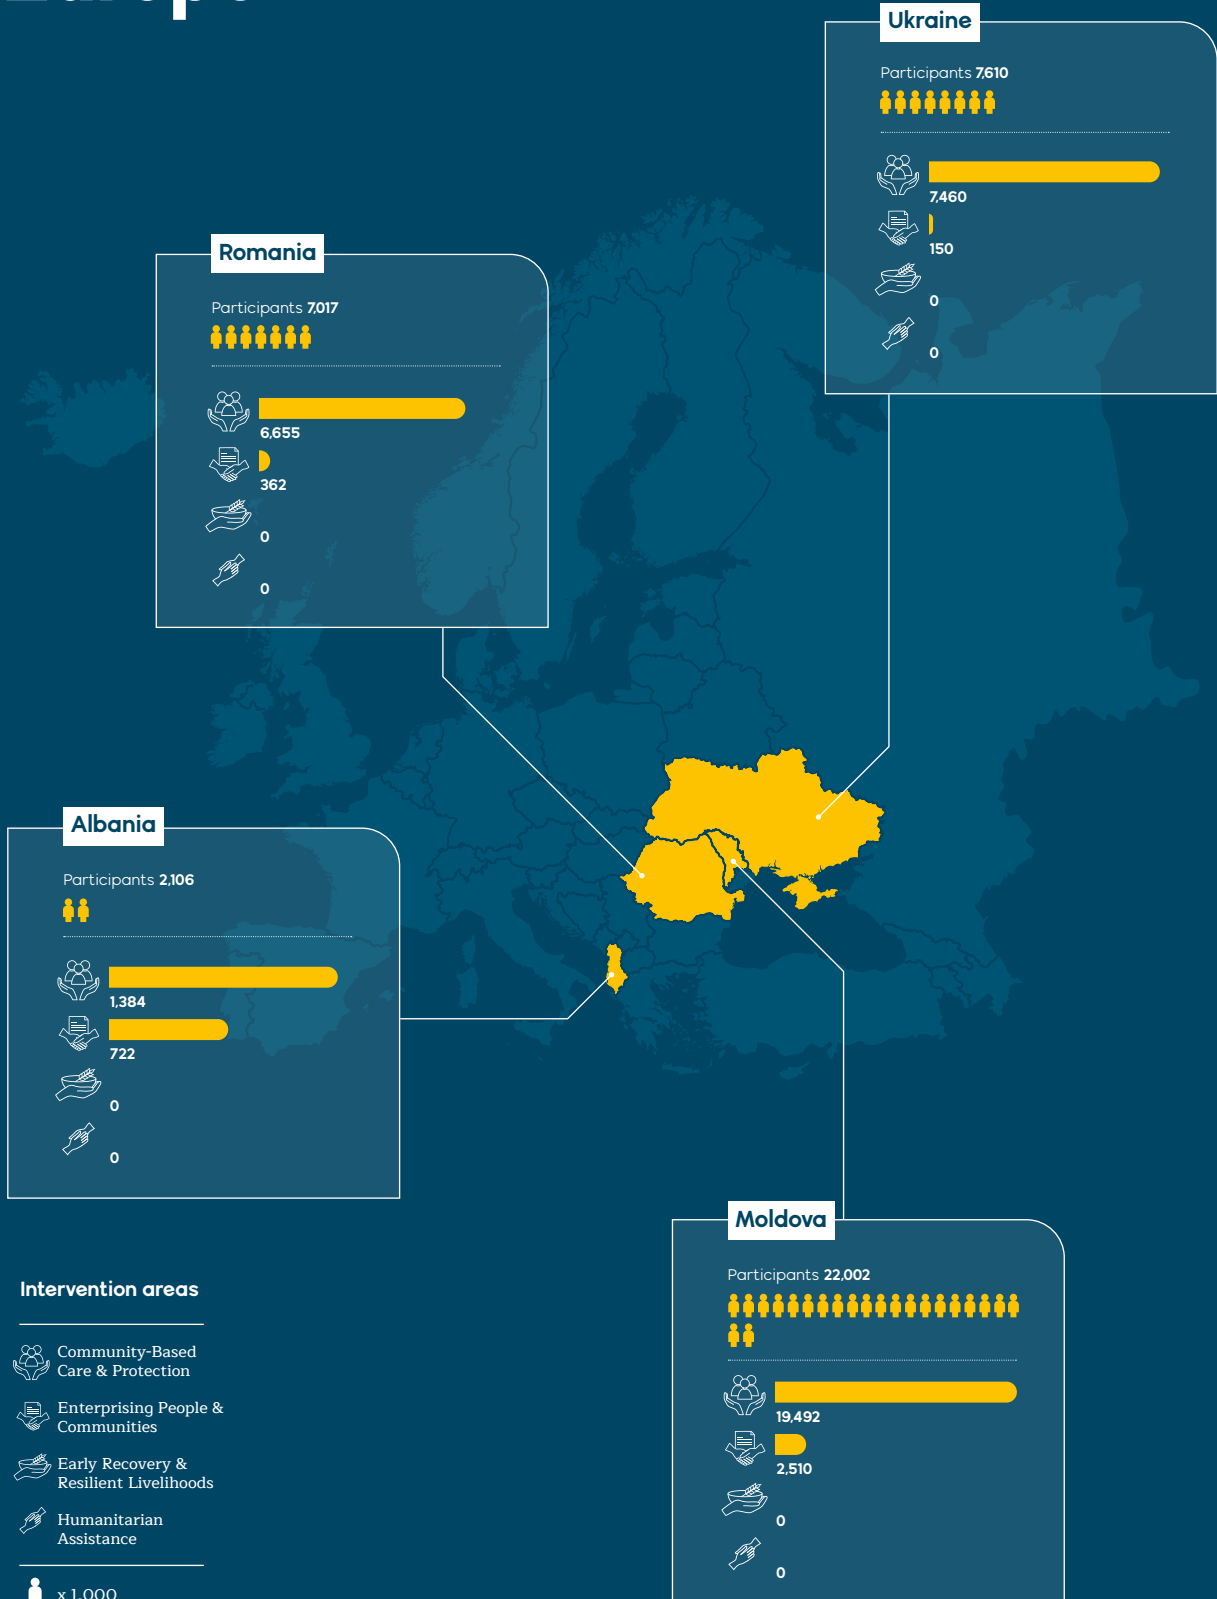 Ukraine
Participants 7,610
7,460
150
0
0
Romania
Participants 7,017
6,655
362
0
0
Albania
Participants 2,106
1,384
722
0
0
Moldova
Participants 22,002
19,492
2,510
0
0
Intervention areas
Community-Based
Care & Protection
Enterprising People &
Communities
Early Recovery &
Resilient Livelihoods
Humanitarian
Assistance
x 1,000